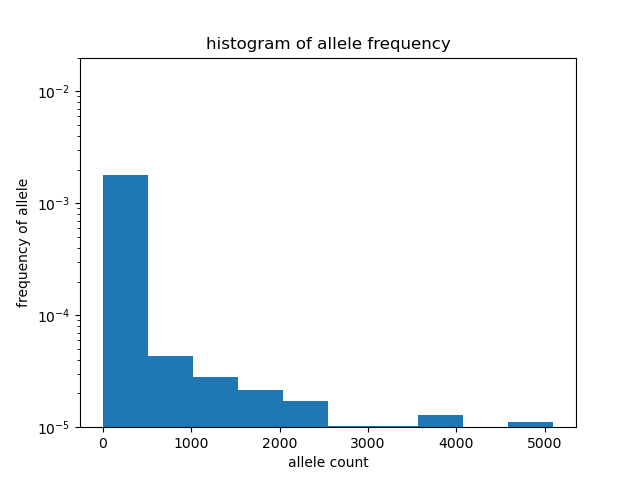 histogram of allele frequency
frequency of allele
10⁻²
10⁻³
10⁻⁴
10⁻⁵
0 1000 2000 3000 4000 5000
allele count